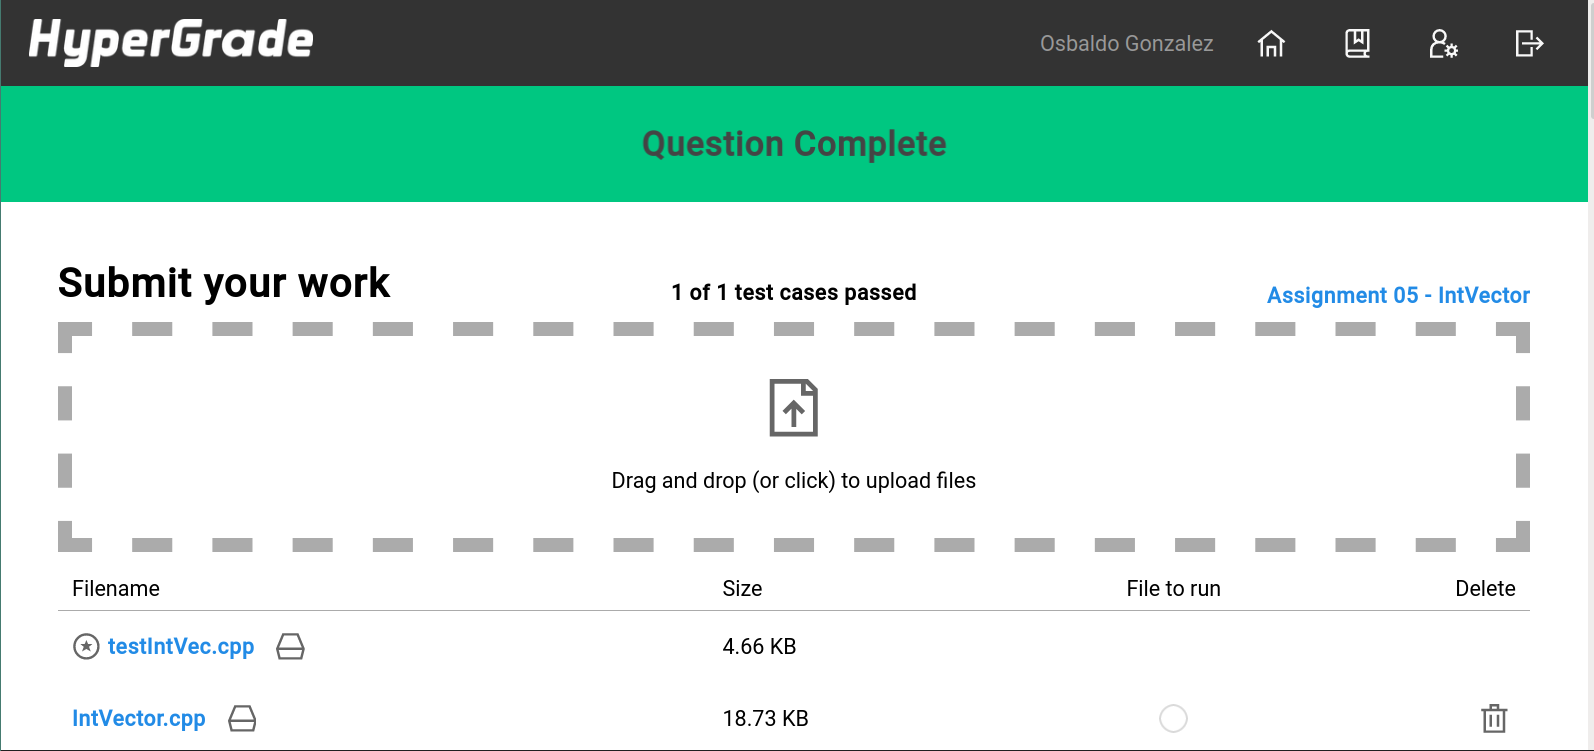 HyperGrade
Osbaldo Gonzalez
Question Complete
Submit your work
1 of 1 test cases passed
Assignment 05 - IntVector
Drag and drop (or click) to upload files
Filename Size File to run Delete
testIntVec.cpp 4.66 KB
IntVector.cpp 18.73 KB